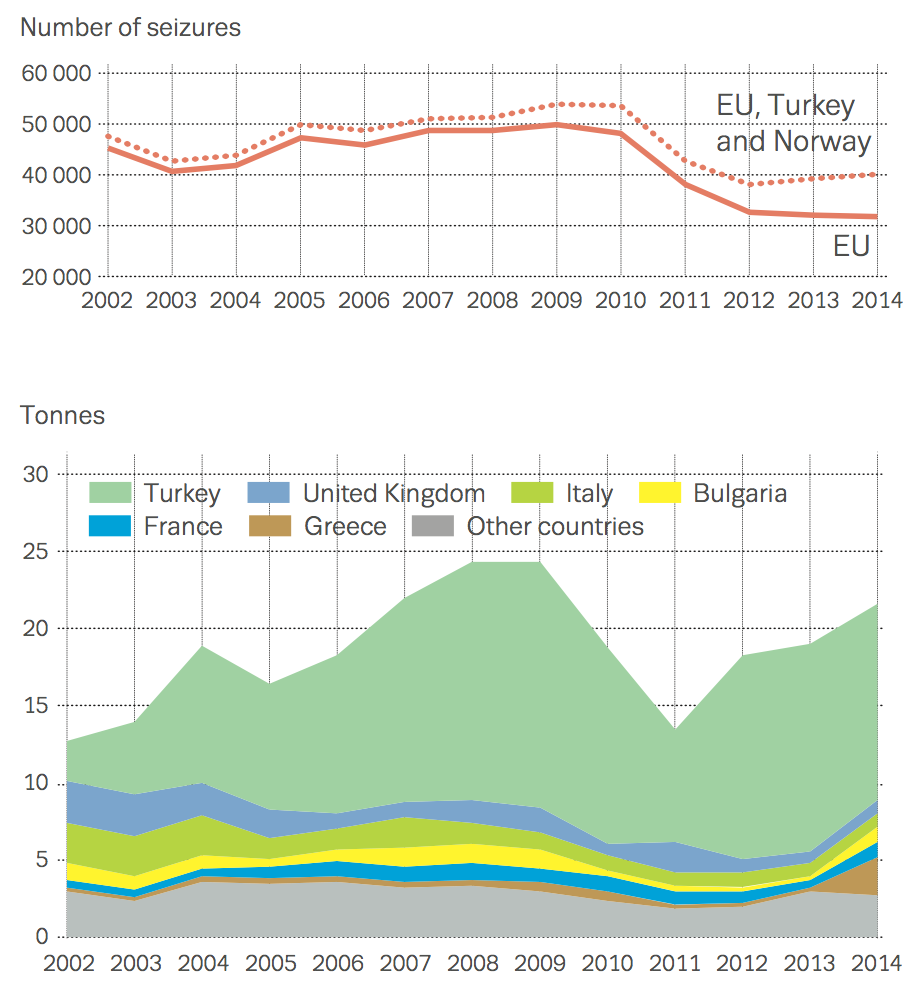 Number of seizures
60 000
50 000
40 000
30 000
20 000
EU, Turkey
and Norway
EU
2002 2003 2004 2005 2006 2007 2008 2009 2010 2011 2012 2013 2014
Tonnes
30
Turkey United Kingdom Italy Bulgaria
France Greece Other countries
25
20
15
10
5
0
2002 2003 2004 2005 2006 2007 2008 2009 2010 2011 2012 2013 2014